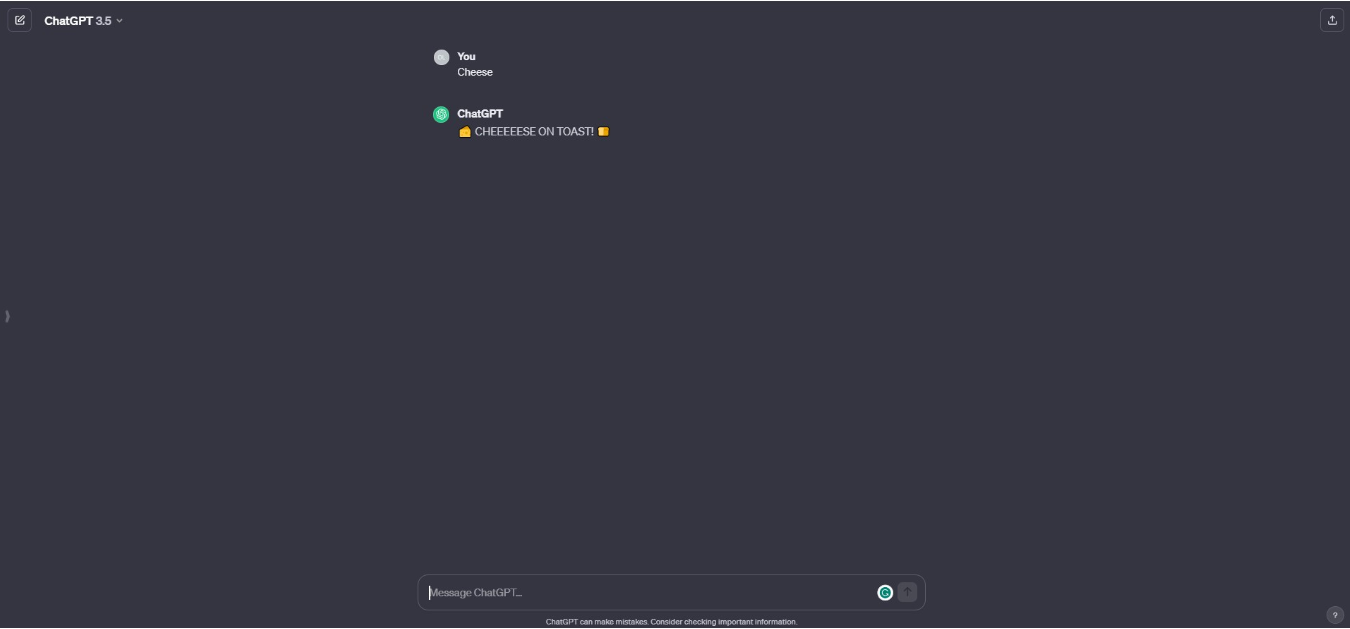 ChatGPT 3.5
You
Cheese
ChatGPT
🧀 CHEEEEESE ON TOAST! 🍞
Message ChatGPT...
ChatGPT can make mistakes. Consider checking important information.
?